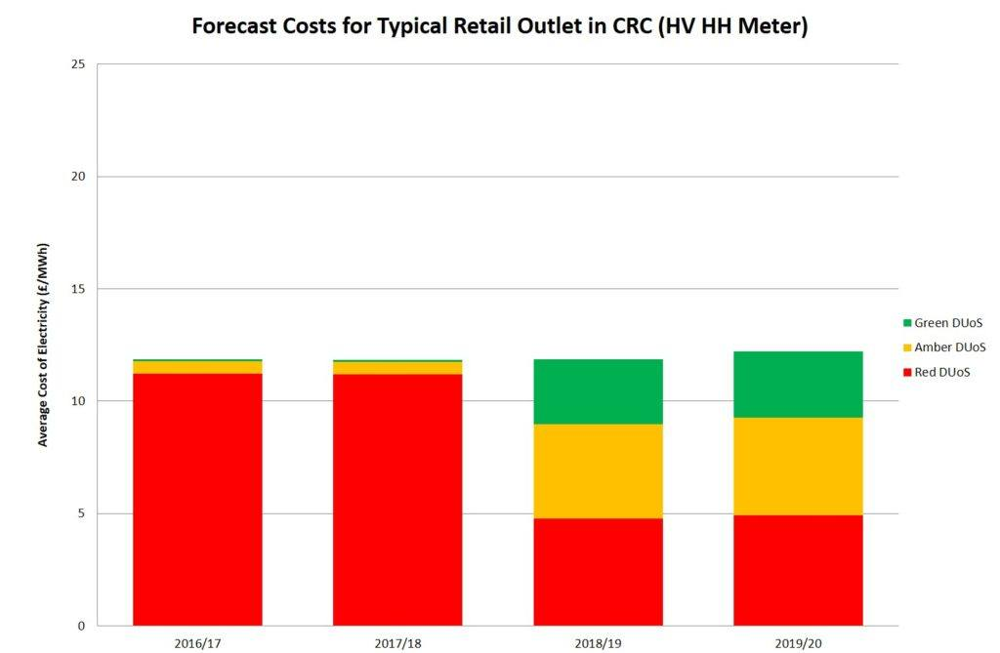 Forecast Costs for Typical Retail Outlet in CRC (HV HH Meter)
25
20
15
10
5
0
Average Cost of Electricity (£/MWh)
2016/17
2017/18
2018/19
2019/20
Green DUoS
Amber DUoS
Red DUoS